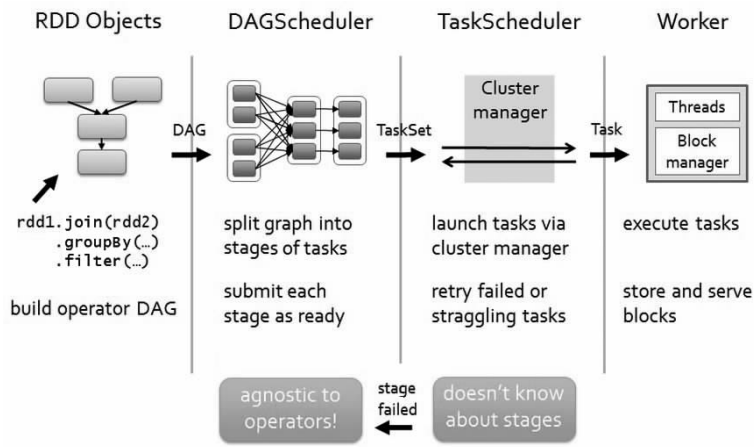 RDD Objects
DAGScheduler
TaskScheduler
Worker
DAG
TaskSet
Cluster
manager
Task
Threads
Block
manager
rdd1.join(rdd2)
.groupBy(…)
.filter(…)
build operator DAG
split graph into
stages of tasks
submit each
stage as ready
launch tasks via
cluster manager
retry failed or
straggling tasks
execute tasks
store and serve
blocks
agnostic to
operators!
stage
failed
doesn't know
about stages